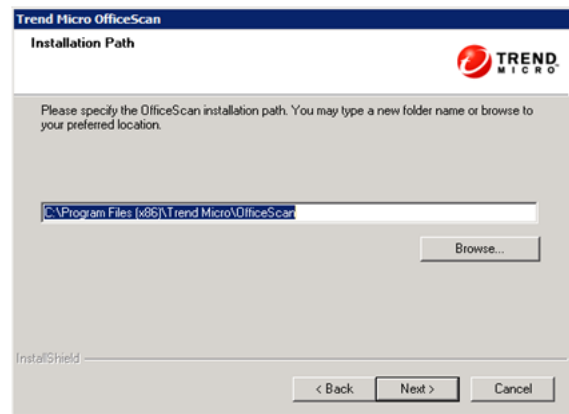 Trend Micro OfficeScan
Installation Path
TREND
MICRO
Please specify the OfficeScan installation path. You may type a new folder name or browse to
your preferred location.
C:\Program Files (x86)\Trend Micro\OfficeScan
Browse...
InstallShield
< Back
Next >
Cancel